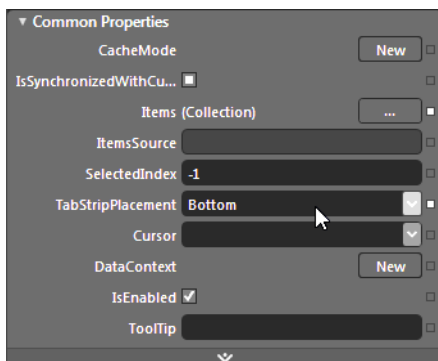 Common Properties
CacheMode New
IsSynchronizedWithCu...
Items (Collection) ...
ItemsSource
SelectedIndex -1
TabStripPlacement Bottom
Cursor
DataContext New
IsEnabled
ToolTip